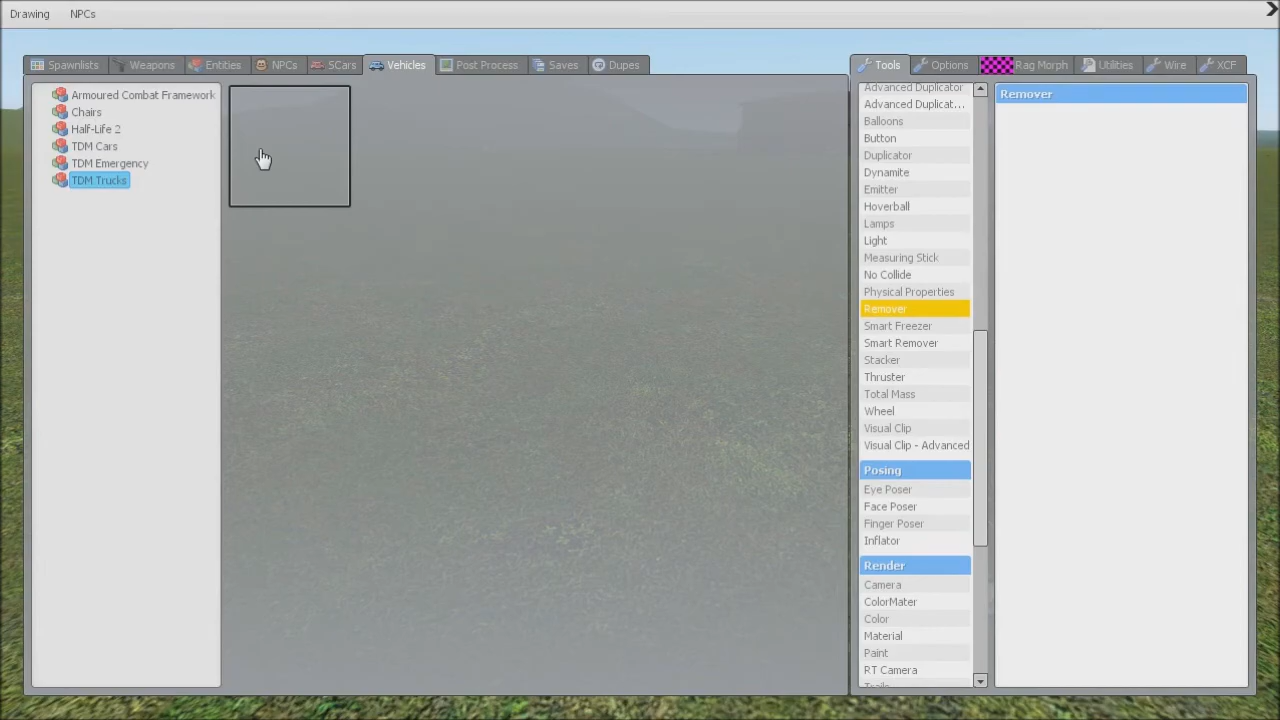 Drawing NPCs
Spawnlists Weapons Entities NPCs SCars Vehicles Post Process Saves Dupes
Tools Options Rag Morph Utilities Wire XCF
Armoured Combat Framework
Chairs
Half-Life 2
TDM Cars
TDM Emergency
TDM Trucks
Advanced Duplicator
Advanced Duplicat...
Balloons
Button
Duplicator
Dynamite
Emitter
Hoverball
Lamps
Light
Measuring Stick
No Collide
Physical Properties
Remover
Smart Freezer
Smart Remover
Stacker
Thruster
Total Mass
Wheel
Visual Clip
Visual Clip - Advanced
Posing
Eye Poser
Face Poser
Finger Poser
Inflator
Render
Camera
ColorMater
Color
Material
Paint
RT Camera
Remover